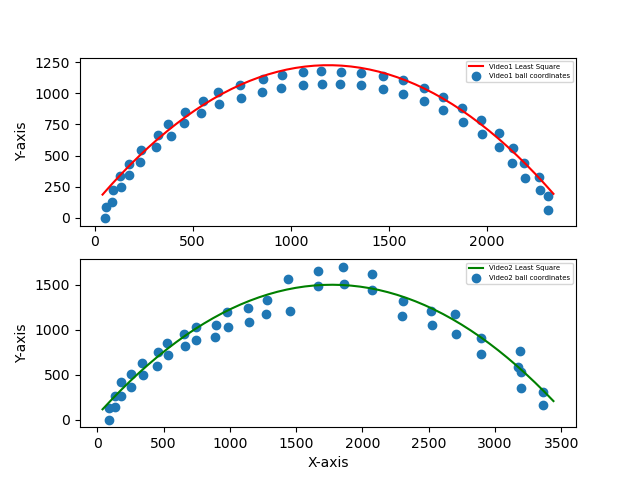 1250
1000
750
500
250
0
Y-axis
Video1 Least Square
Video1 ball coordinates
0 500 1000 1500 2000
1500
1000
500
0
Y-axis
Video2 Least Square
Video2 ball coordinates
0 500 1000 1500 2000 2500 3000 3500
X-axis